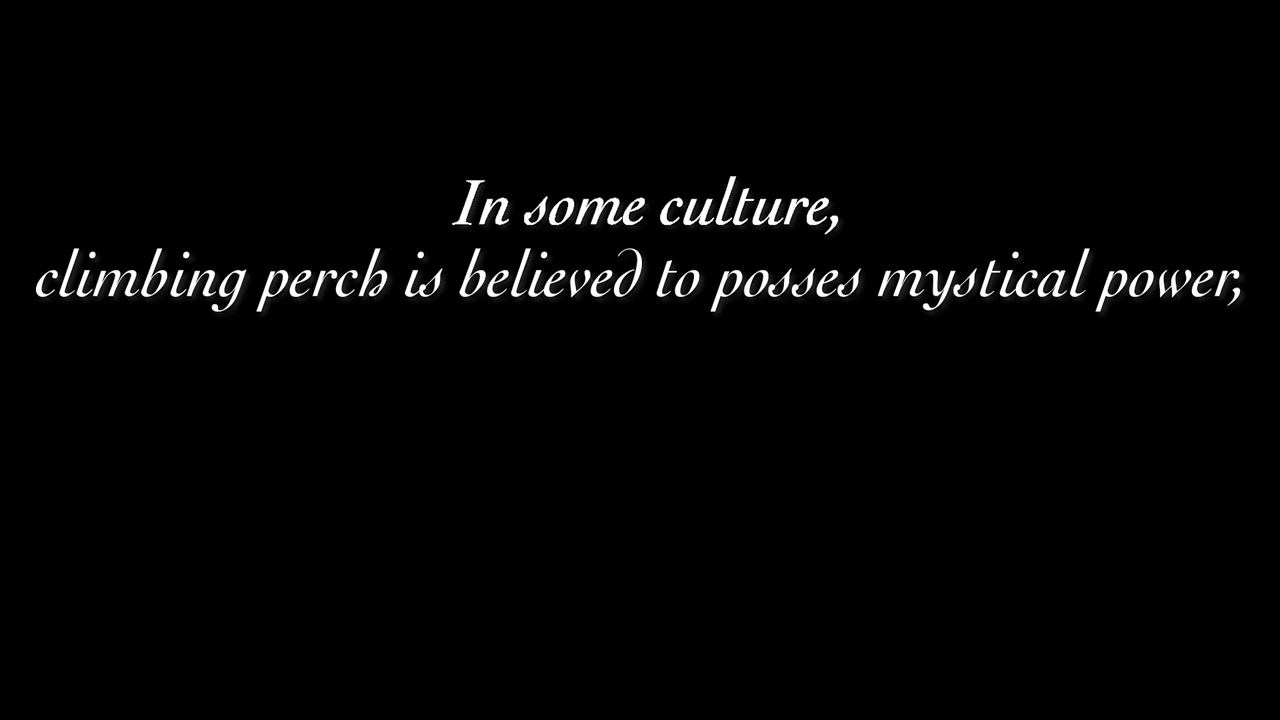 In some culture,
climbing perch is believed to posses mystical power,